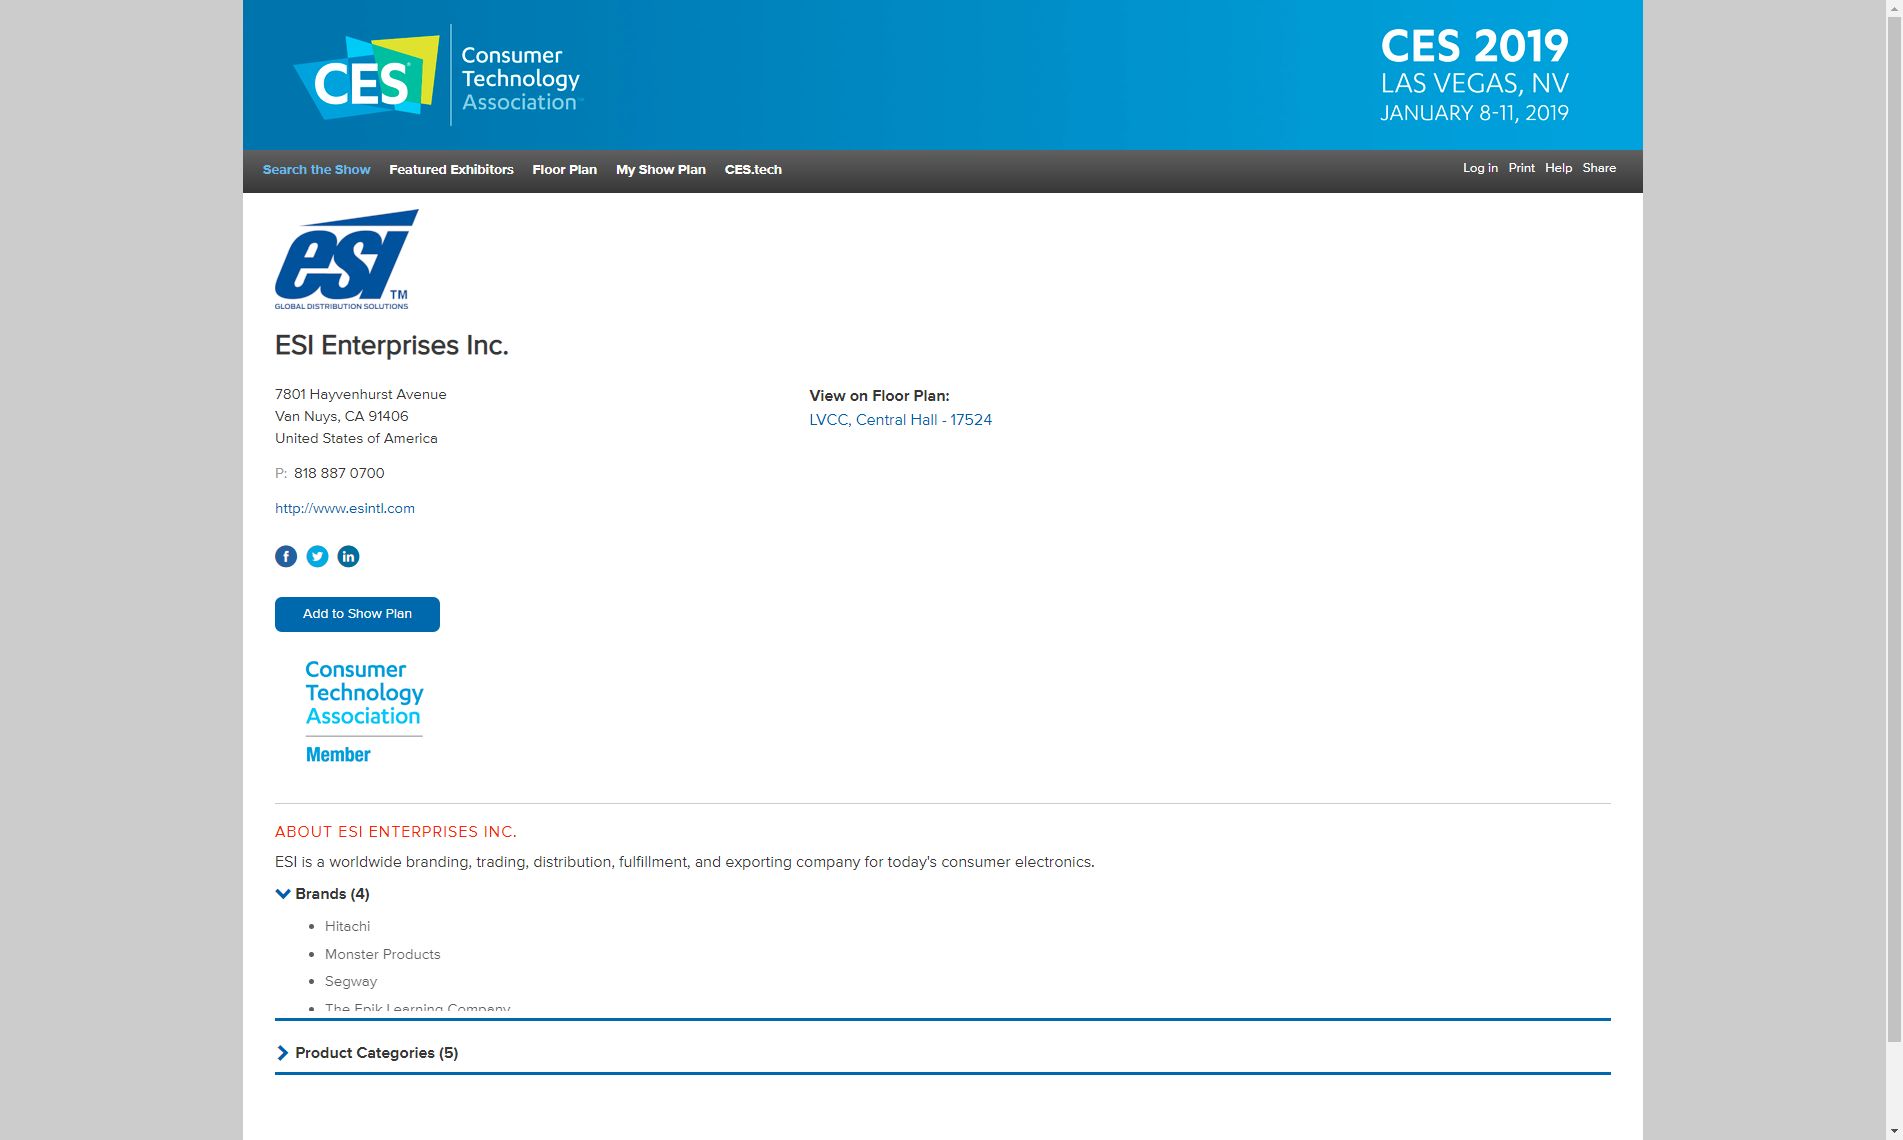 CES
Consumer
Technology
Association
CES 2019
LAS VEGAS, NV
JANUARY 8-11, 2019
Search the Show Featured Exhibitors Floor Plan My Show Plan CES.tech
Log in Print Help Share
esi TM
GLOBAL DISTRIBUTION SOLUTIONS
ESI Enterprises Inc.
7801 Hayvenhurst Avenue
Van Nuys, CA 91406
United States of America
P: 818 887 0700
http://www.esintl.com
View on Floor Plan:
LVCC, Central Hall - 17524
f in
Add to Show Plan
Consumer
Technology
Association
Member
ABOUT ESI ENTERPRISES INC.
ESI is a worldwide branding, trading, distribution, fulfillment, and exporting company for today's consumer electronics.
Brands (4)
• Hitachi
• Monster Products
• Segway
• The Epik Learning Company
Product Categories (5)